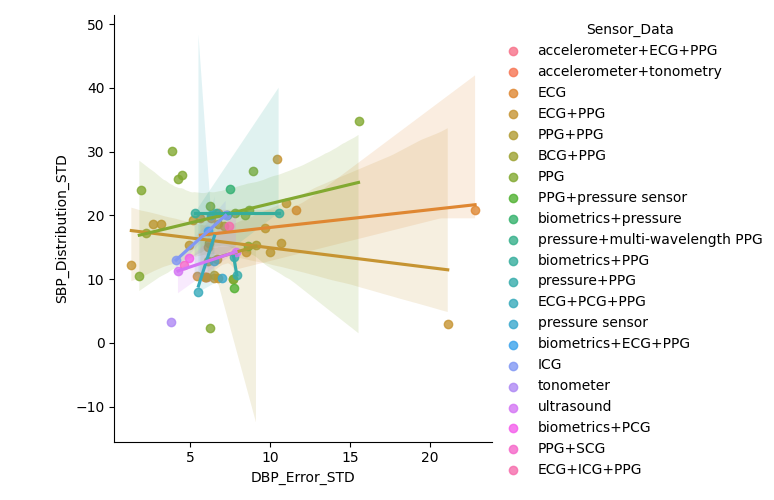 SBP_Distribution_STD
50
40
30
20
10
0
−10
5
10
15
20
DBP_Error_STD
Sensor_Data
accelerometer+ECG+PPG
accelerometer+tonometry
ECG
ECG+PPG
PPG+PPG
BCG+PPG
PPG
PPG+pressure sensor
biometrics+pressure
pressure+multi-wavelength PPG
biometrics+PPG
pressure+PPG
ECG+PCG+PPG
pressure sensor
biometrics+ECG+PPG
ICG
tonometer
ultrasound
biometrics+PCG
PPG+SCG
ECG+ICG+PPG